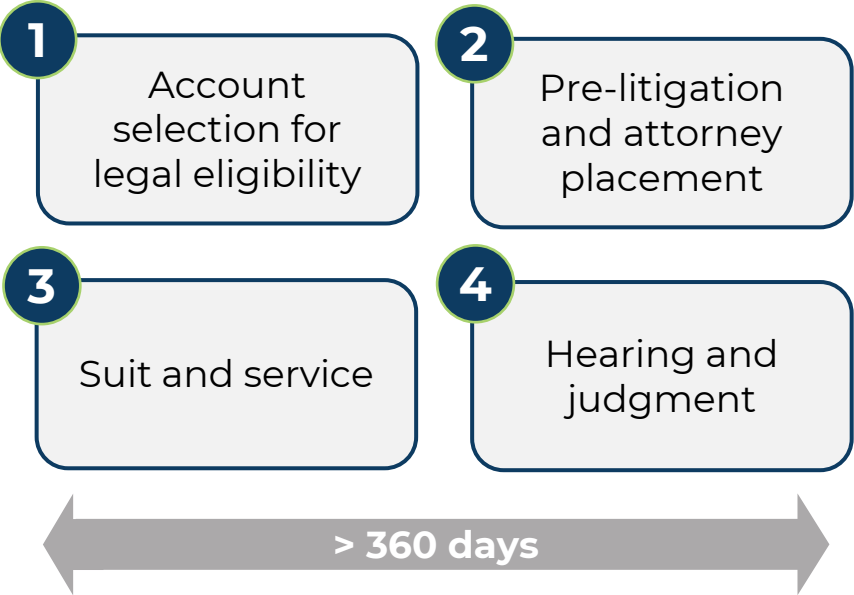 1
Account
selection for
legal eligibility
2
Pre-litigation
and attorney
placement
3
Suit and service
4
Hearing and
judgment
> 360 days